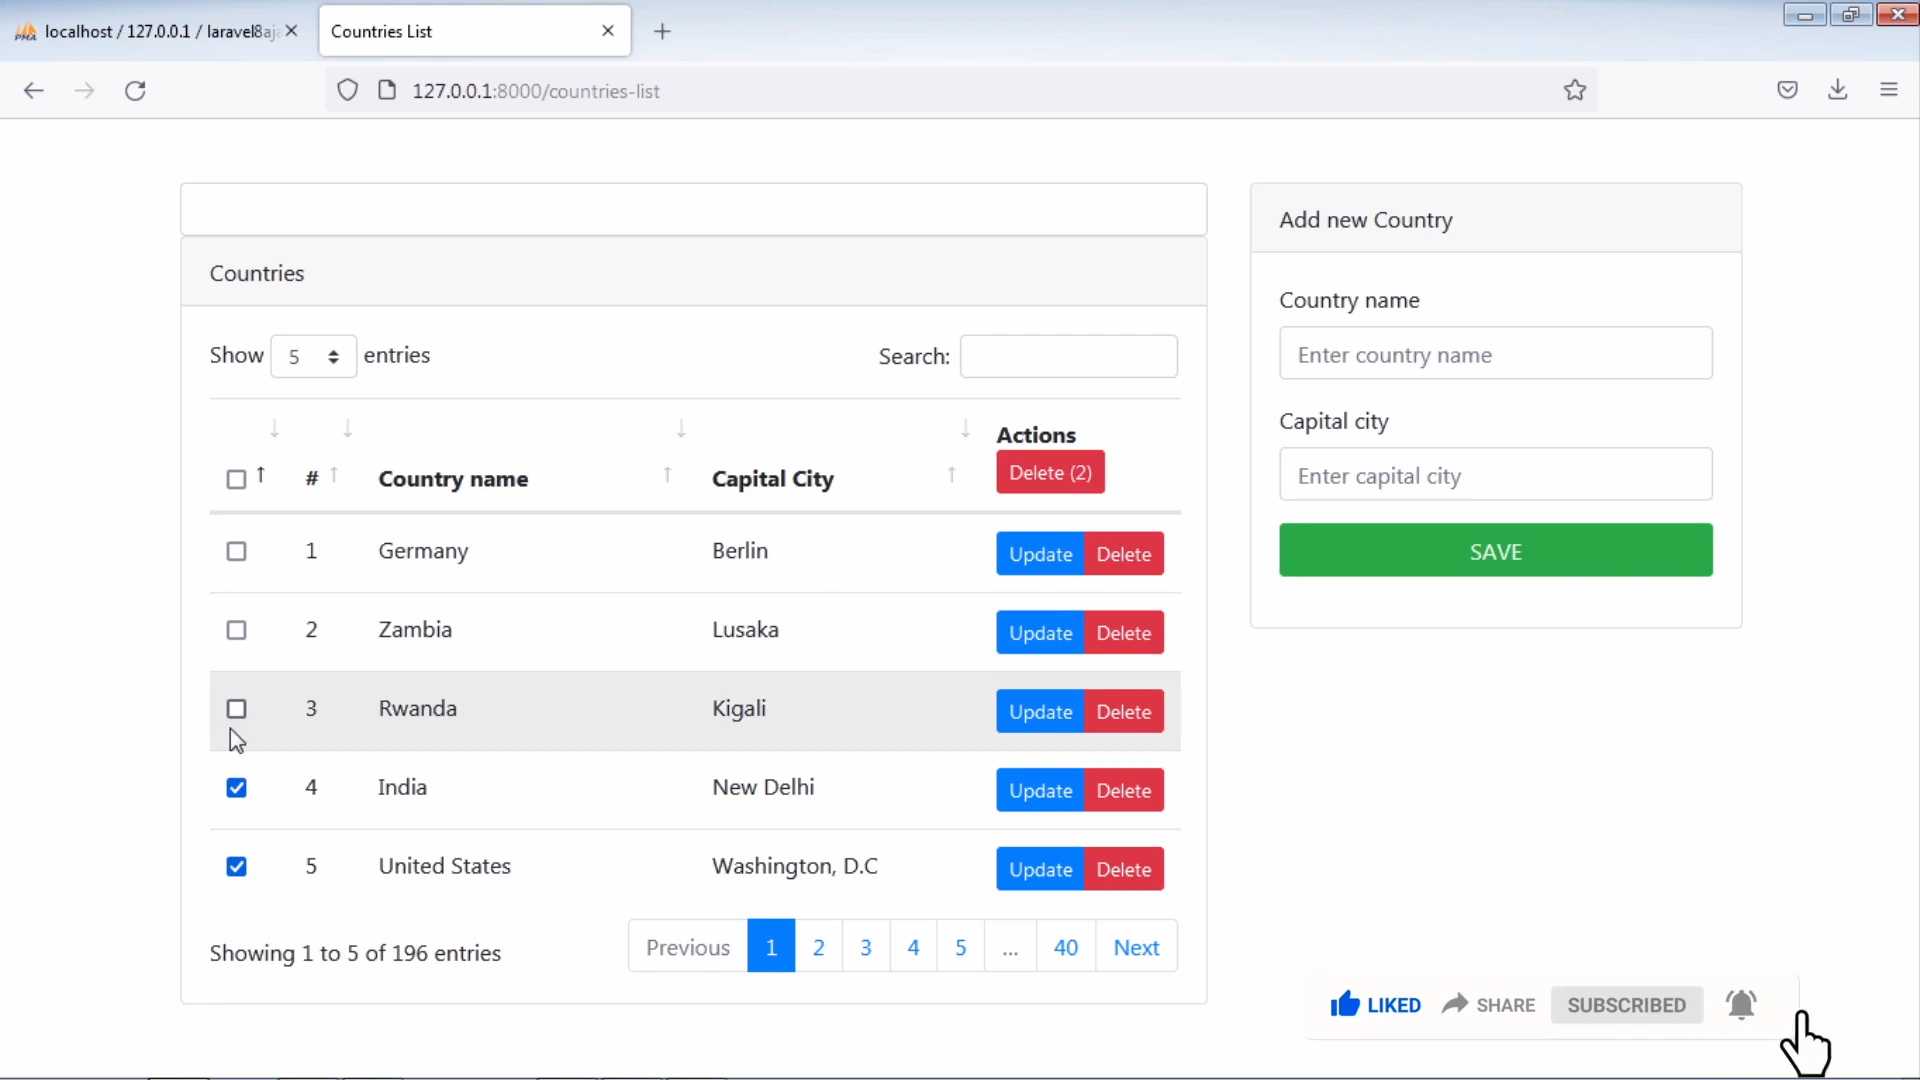 localhost / 127.0.0.1 / laravel8aj
Countries List
127.0.0.1:8000/countries-list
Countries
Show 5 entries
Search:
# Country name Capital City Actions
Delete (2)
1 Germany Berlin Update Delete
2 Zambia Lusaka Update Delete
3 Rwanda Kigali Update Delete
4 India New Delhi Update Delete
5 United States Washington, D.C Update Delete
Showing 1 to 5 of 196 entries
Previous 1 2 3 4 5 ... 40 Next
Add new Country
Country name
Enter country name
Capital city
Enter capital city
SAVE
LIKED SHARE SUBSCRIBED